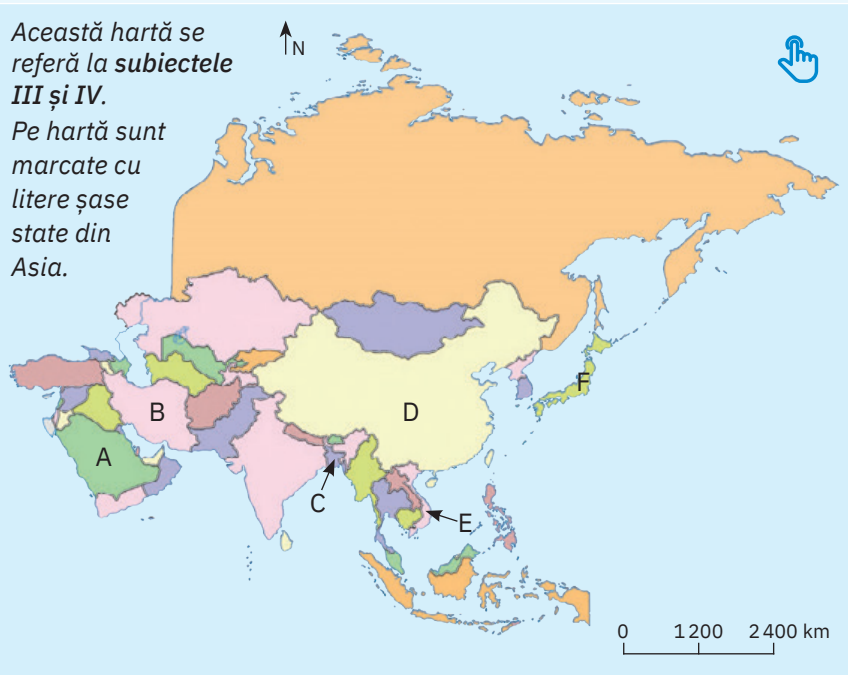 Această hartă se
referă la subiectele
III și IV.
Pe hartă sunt
marcate cu
litere șase
state din
Asia.
N
B
A
D
F
C
E
0 1 200 2 400 km